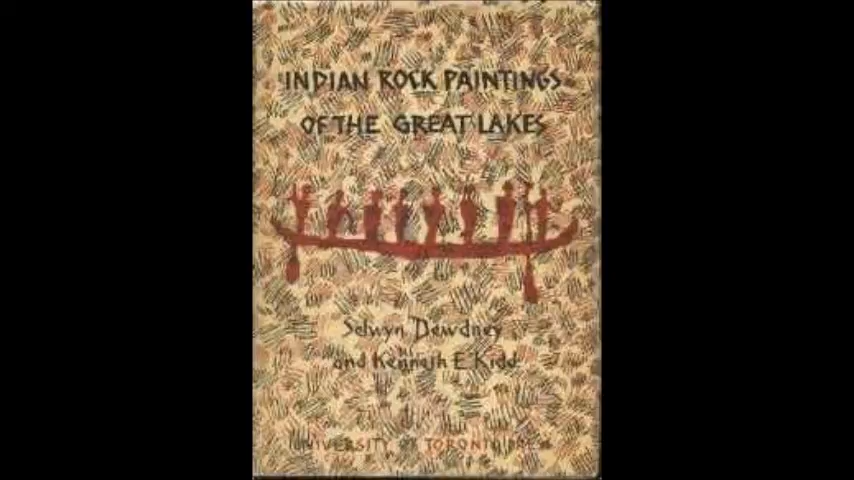 INDIAN ROCK PAINTINGS
OF THE GREAT LAKES
Selwyn Dewdney
and Kenneth E Kidd
UNIVERSITY OF TORONTO PRESS